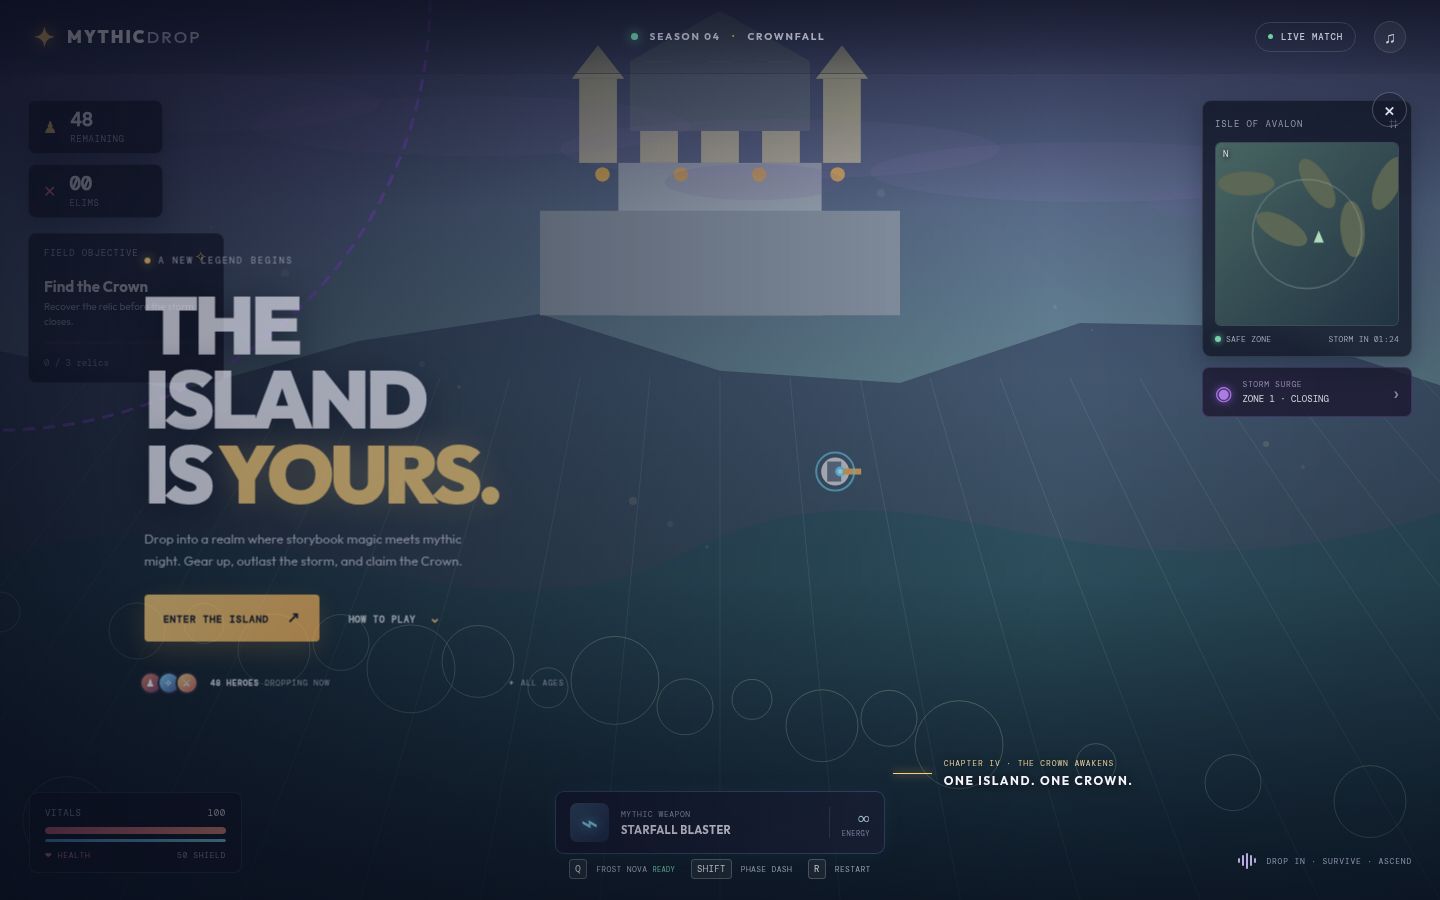 MYTHICDROP
SEASON 04 · CROWNFALL
LIVE MATCH
48
REMAINING
00
ELIMS
FIELD OBJECTIVE
Find the Crown
Recover the relic before the storm
closes.
0 / 3 relics
A NEW LEGEND BEGINS
THE
ISLAND
IS YOURS.
Drop into a realm where storybook magic meets mythic
might. Gear up, outlast the storm, and claim the Crown.
ENTER THE ISLAND ↗
HOW TO PLAY
48 HEROES DROPPING NOW
✦ ALL AGES
ISLE OF AVALON
N
SAFE ZONE
STORM IN 01:24
STORM SURGE
ZONE 1 · CLOSING
CHAPTER IV · THE CROWN AWAKENS
ONE ISLAND. ONE CROWN.
VITALS 100
♥ HEALTH 50 SHIELD
MYTHIC WEAPON
STARFALL BLASTER
∞
ENERGY
Q FROST NOVA READY SHIFT PHASE DASH R RESTART
DROP IN · SURVIVE · ASCEND